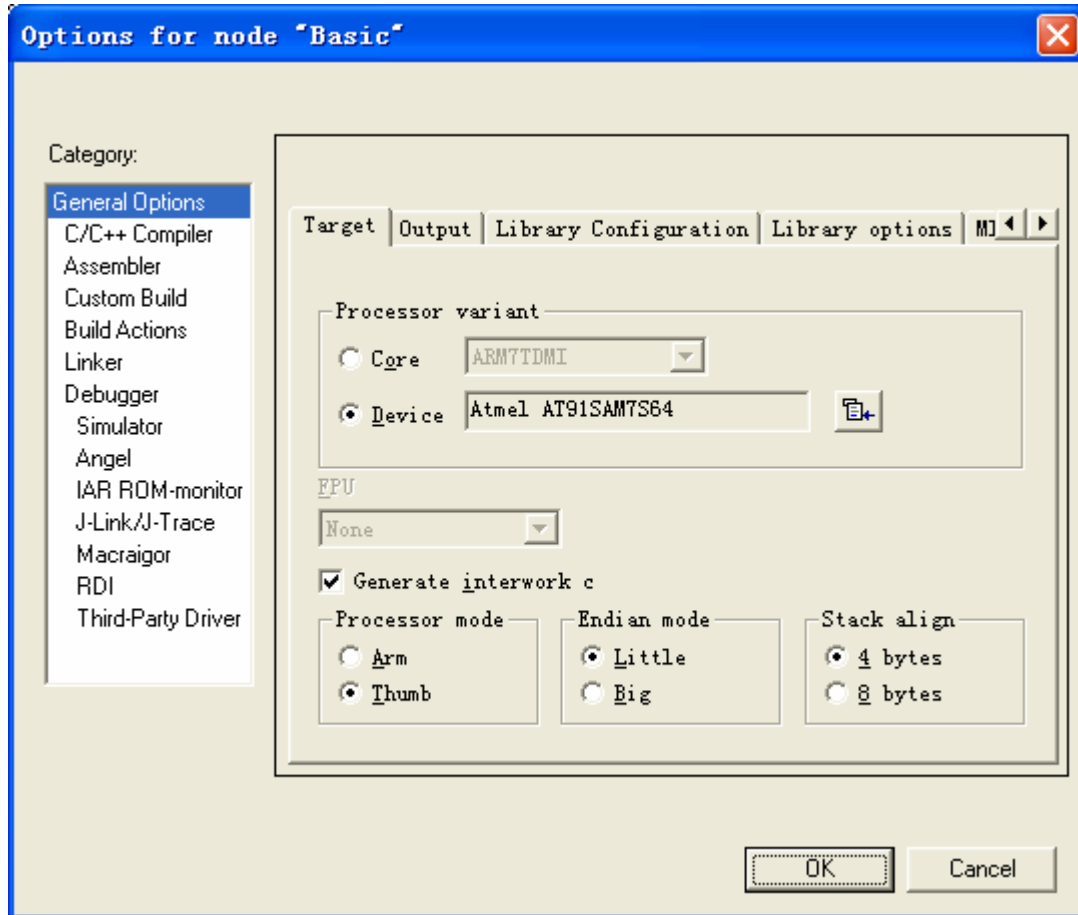 Options for node "Basic"
Category:
General Options
C/C++ Compiler
Assembler
Custom Build
Build Actions
Linker
Debugger
Simulator
Angel
IAR ROM-monitor
J-Link/J-Trace
Macraigor
RDI
Third-Party Driver
Target Output Library Configuration Library options
Processor variant
Core ARM7TDMI
Device Atmel AT91SAM7S64
FPU
None
Generate interwork c
Processor mode
Arm
Thumb
Endian mode
Little
Big
Stack align
4 bytes
8 bytes
OK Cancel